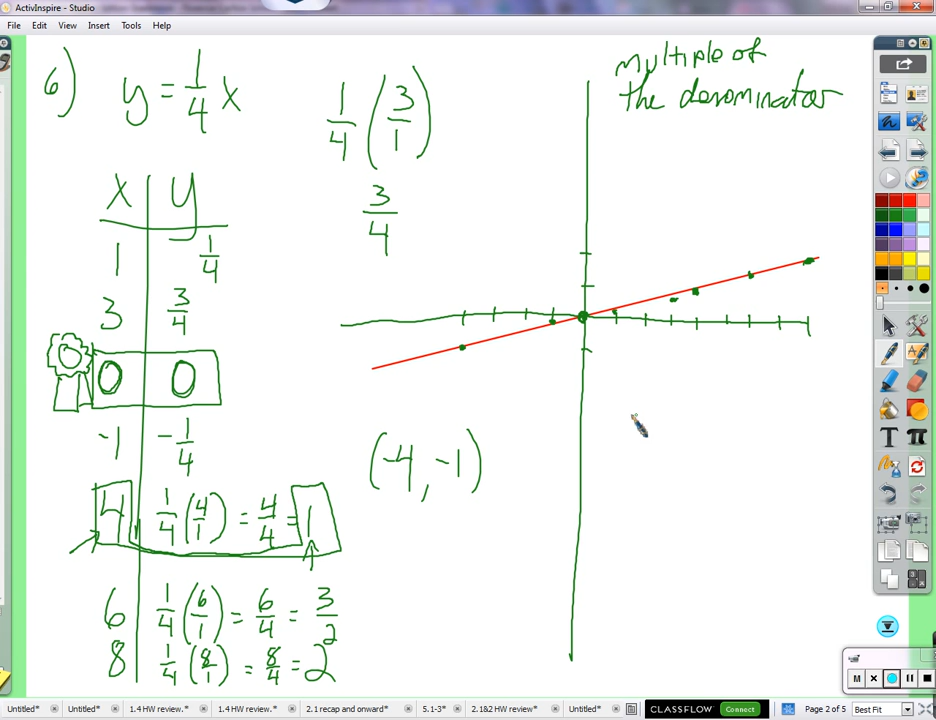 ActivInspire - Studio
File Edit View Insert Tools Help
6) y = 1/4 x
1/4 (3/1)
3/4
multiple of
the denominator
x y
1 1/4
3 3/4
0 0
-1 -1/4
(-4, -1)
4 1/4 (4/1) = 4/4 = 1
6 1/4 (6/1) = 6/4 = 3/2
8 1/4 (8/1) = 8/4 = 2
M
Untitled* Untitled* 1.4 HW review.* 1.4 HW review.* 2.1 recap and onward* 5.1-3* 2.1&2 HW review* Untitled* CLASSFLOW Connect Page 2 of 5 Best Fit